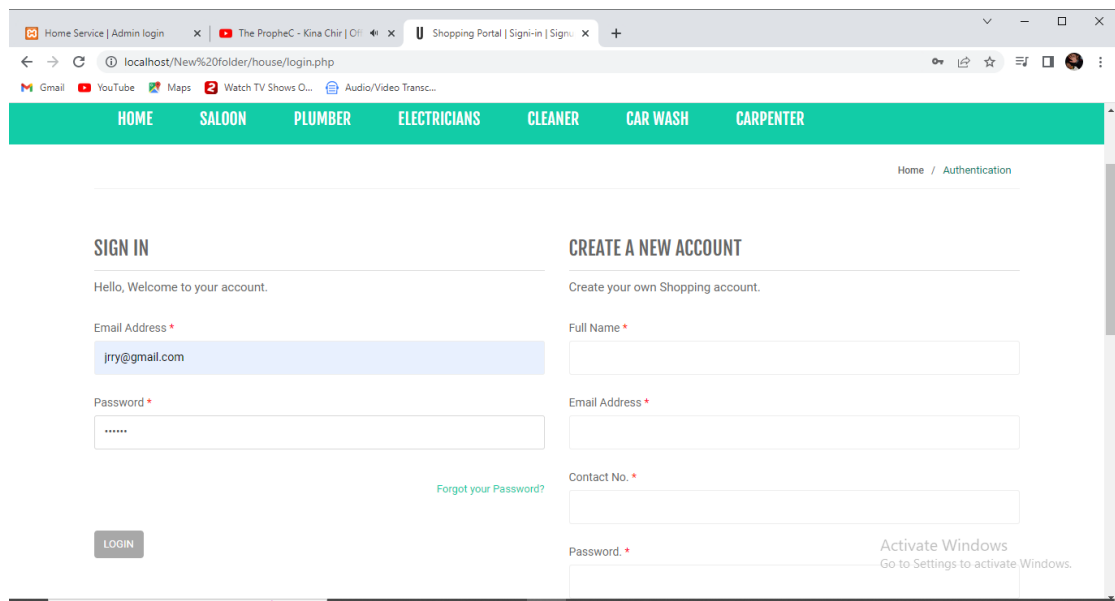 Home Service | Admin login
The PropheC - Kina Chir | Of
Shopping Portal | Signi-in | Signu
localhost/New%20folder/house/login.php
Gmail
YouTube
Maps
Watch TV Shows O...
Audio/Video Transc...
HOME
SALOON
PLUMBER
ELECTRICIANS
CLEANER
CAR WASH
CARPENTER
Home / Authentication
SIGN IN
Hello, Welcome to your account.
Email Address *
jrry@gmail.com
Password *
••••••
Forgot your Password?
LOGIN
CREATE A NEW ACCOUNT
Create your own Shopping account.
Full Name *
Email Address *
Contact No. *
Password. *
Activate Windows
Go to Settings to activate Windows.